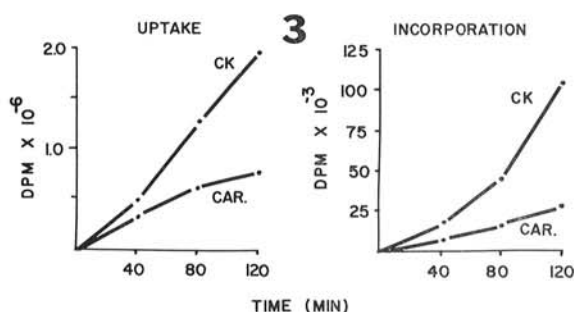 UPTAKE
3
INCORPORATION
DPM X 10⁻⁶
2.0
1.0
CK
CAR.
40
80
120
DPM X 10⁻³
125
100
75
50
25
CK
CAR.
40
80
120
TIME (MIN)